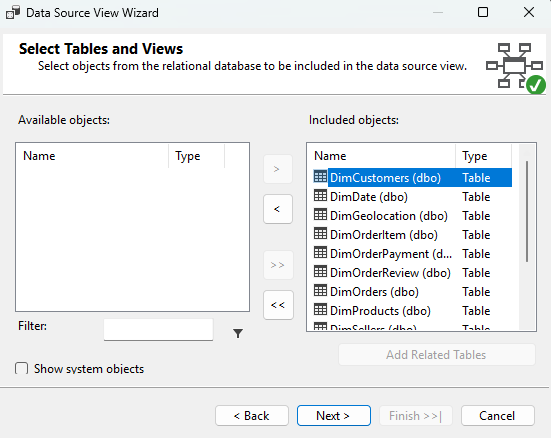 Data Source View Wizard
Select Tables and Views
Select objects from the relational database to be included in the data source view.
Available objects:
Included objects:
Name Type
Name Type
DimCustomers (dbo) Table
DimDate (dbo) Table
DimGeolocation (dbo) Table
DimOrderItem (dbo) Table
DimOrderPayment (d... Table
DimOrderReview (dbo) Table
DimOrders (dbo) Table
DimProducts (dbo) Table
DimSellers (dbo) Table
>
<
>>
<<
Filter:
Add Related Tables
Show system objects
< Back
Next >
Finish >>|
Cancel